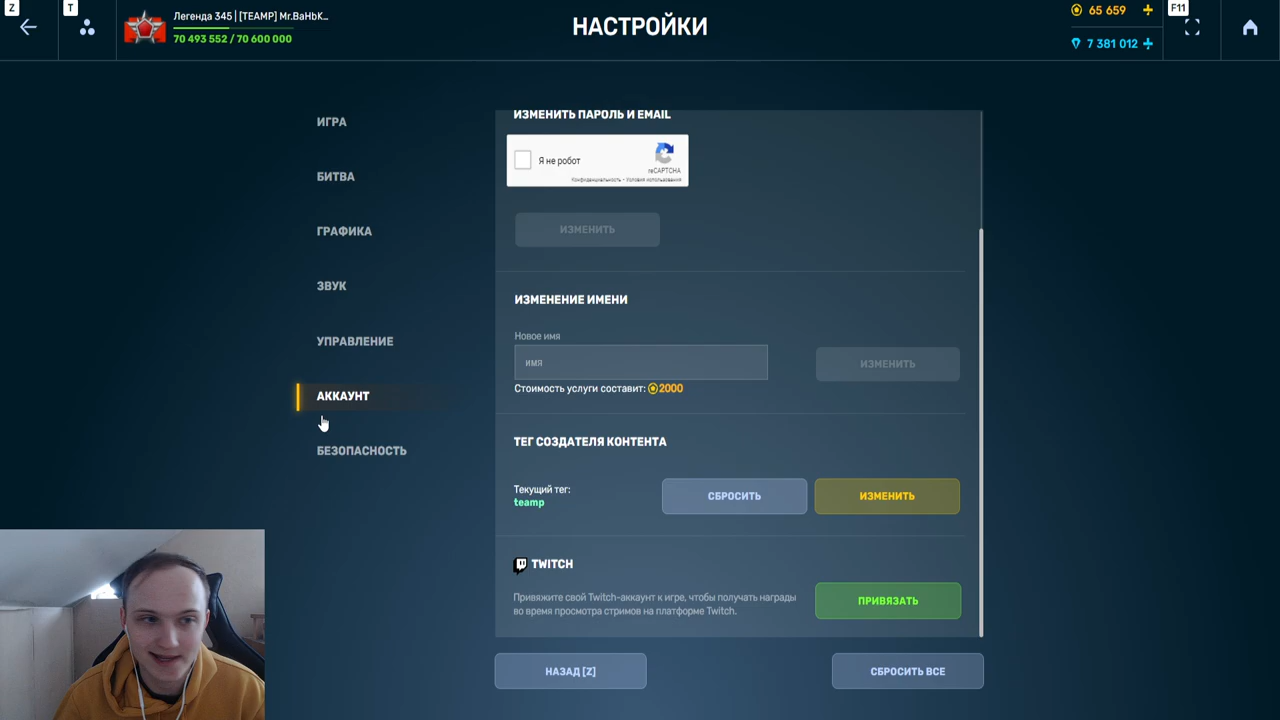 Z
T
Легенда 345 | [TEAMP] Mr.BaHbK...
70 493 552 / 70 600 000
НАСТРОЙКИ
65 659 +
7 381 012 +
F11
ИГРА
БИТВА
ГРАФИКА
ЗВУК
УПРАВЛЕНИЕ
АККАУНТ
БЕЗОПАСНОСТЬ
ИЗМЕНИТЬ ПАРОЛЬ И EMAIL
Я не робот
reCAPTCHA
Конфиденциальность - Условия использования
ИЗМЕНИТЬ
ИЗМЕНЕНИЕ ИМЕНИ
Новое имя
имя
ИЗМЕНИТЬ
Стоимость услуги составит: 2000
ТЕГ СОЗДАТЕЛЯ КОНТЕНТА
Текущий тег:
teamp
СБРОСИТЬ
ИЗМЕНИТЬ
TWITCH
Привяжите свой Twitch-аккаунт к игре, чтобы получать награды
во время просмотра стримов на платформе Twitch.
ПРИВЯЗАТЬ
НАЗАД [Z]
СБРОСИТЬ ВСЕ